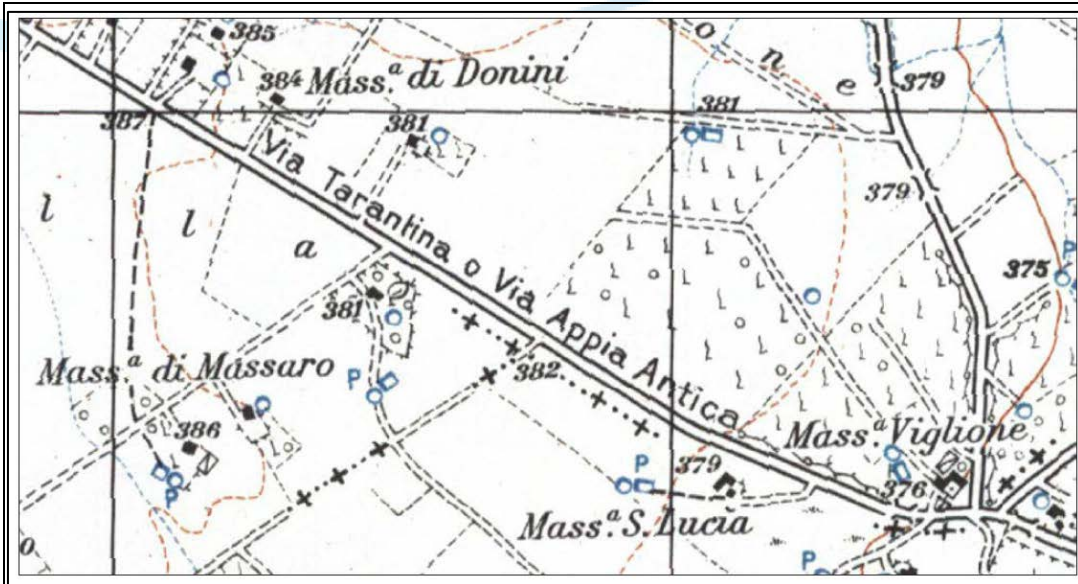 385
o
n
e
379
384 Mass.ª di Donini
387
381
381
Via Tarantina o Via Appia Antica
379
l
l
a
375
P
381
Mass.ª di Massaro
P
382
386
P
Mass.ª Viglione
P
379
376
Mass.ª S. Lucia
o
P